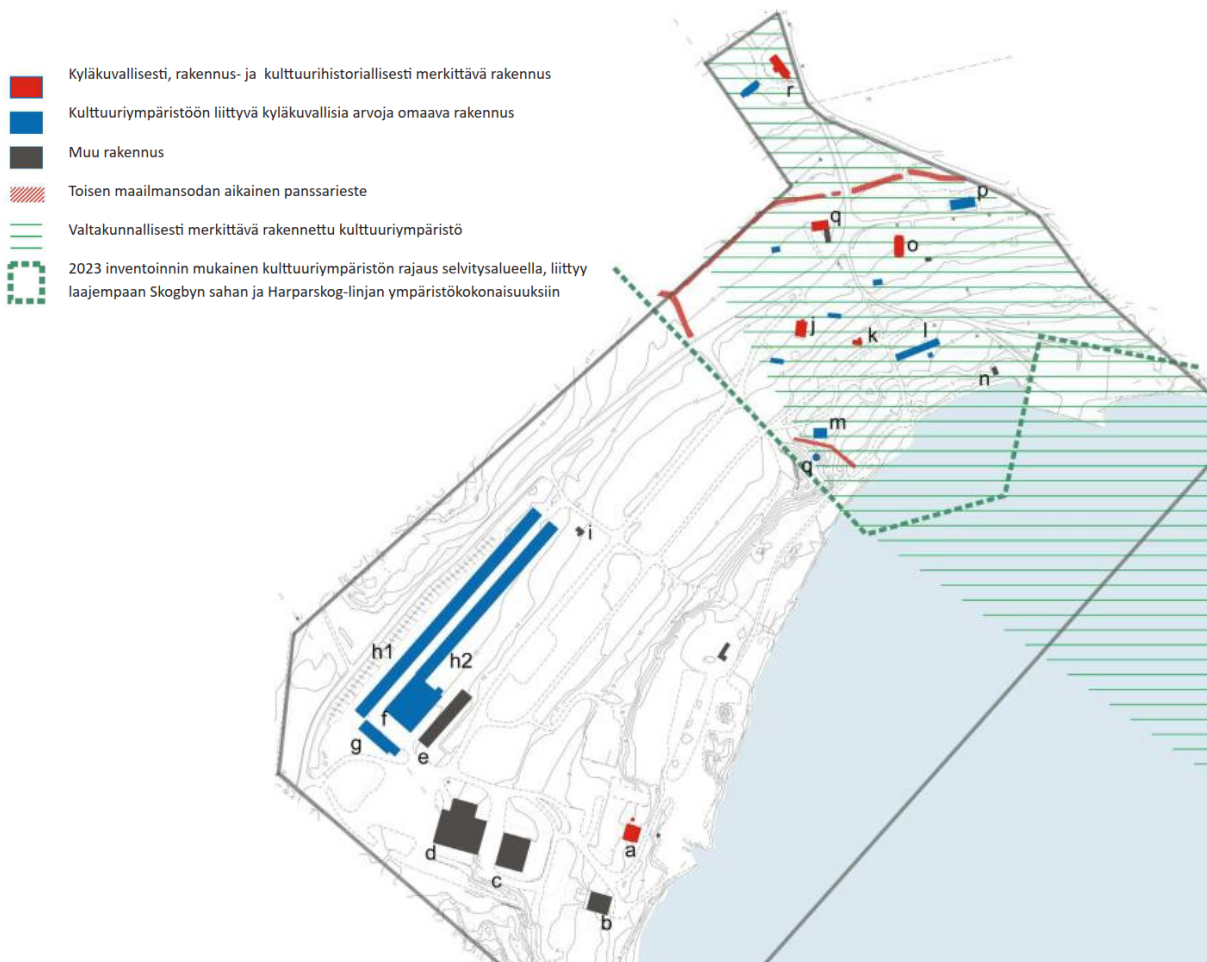 Kyläkuvallisesti, rakennus- ja kulttuurihistoriallisesti merkittävä rakennus
Kulttuuriympäristöön liittyvä kyläkuvallisia arvoja omaava rakennus
Muu rakennus
Toisen maailmansodan aikainen panssarieste
Valtakunnallisesti merkittävä rakennettu kulttuuriympäristö
2023 inventoinnin mukainen kulttuuriympäristön rajaus selvitysalueella, liittyy
laajempaan Skogbyn sahan ja Harparskog-linjan ympäristökokonaisuuksiin
r
p
q
o
j
k
l
n
m
q
i
h1
h2
f
g
e
d
c
a
b